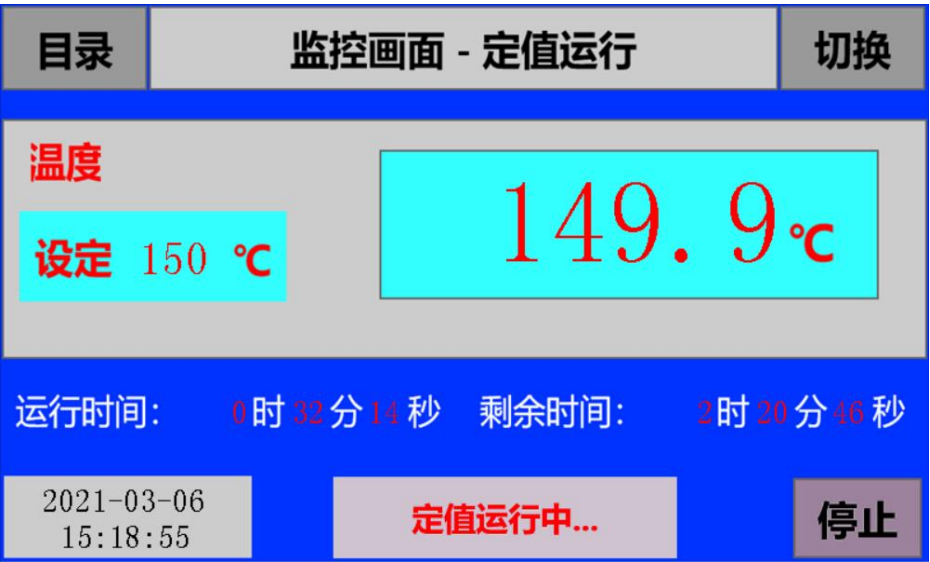 目录 监控画面 - 定值运行 切换
温度
149.9℃
设定 150 ℃
运行时间： 0时32分14秒 剩余时间： 2时20分46秒
2021-03-06
15:18:55
定值运行中...
停止